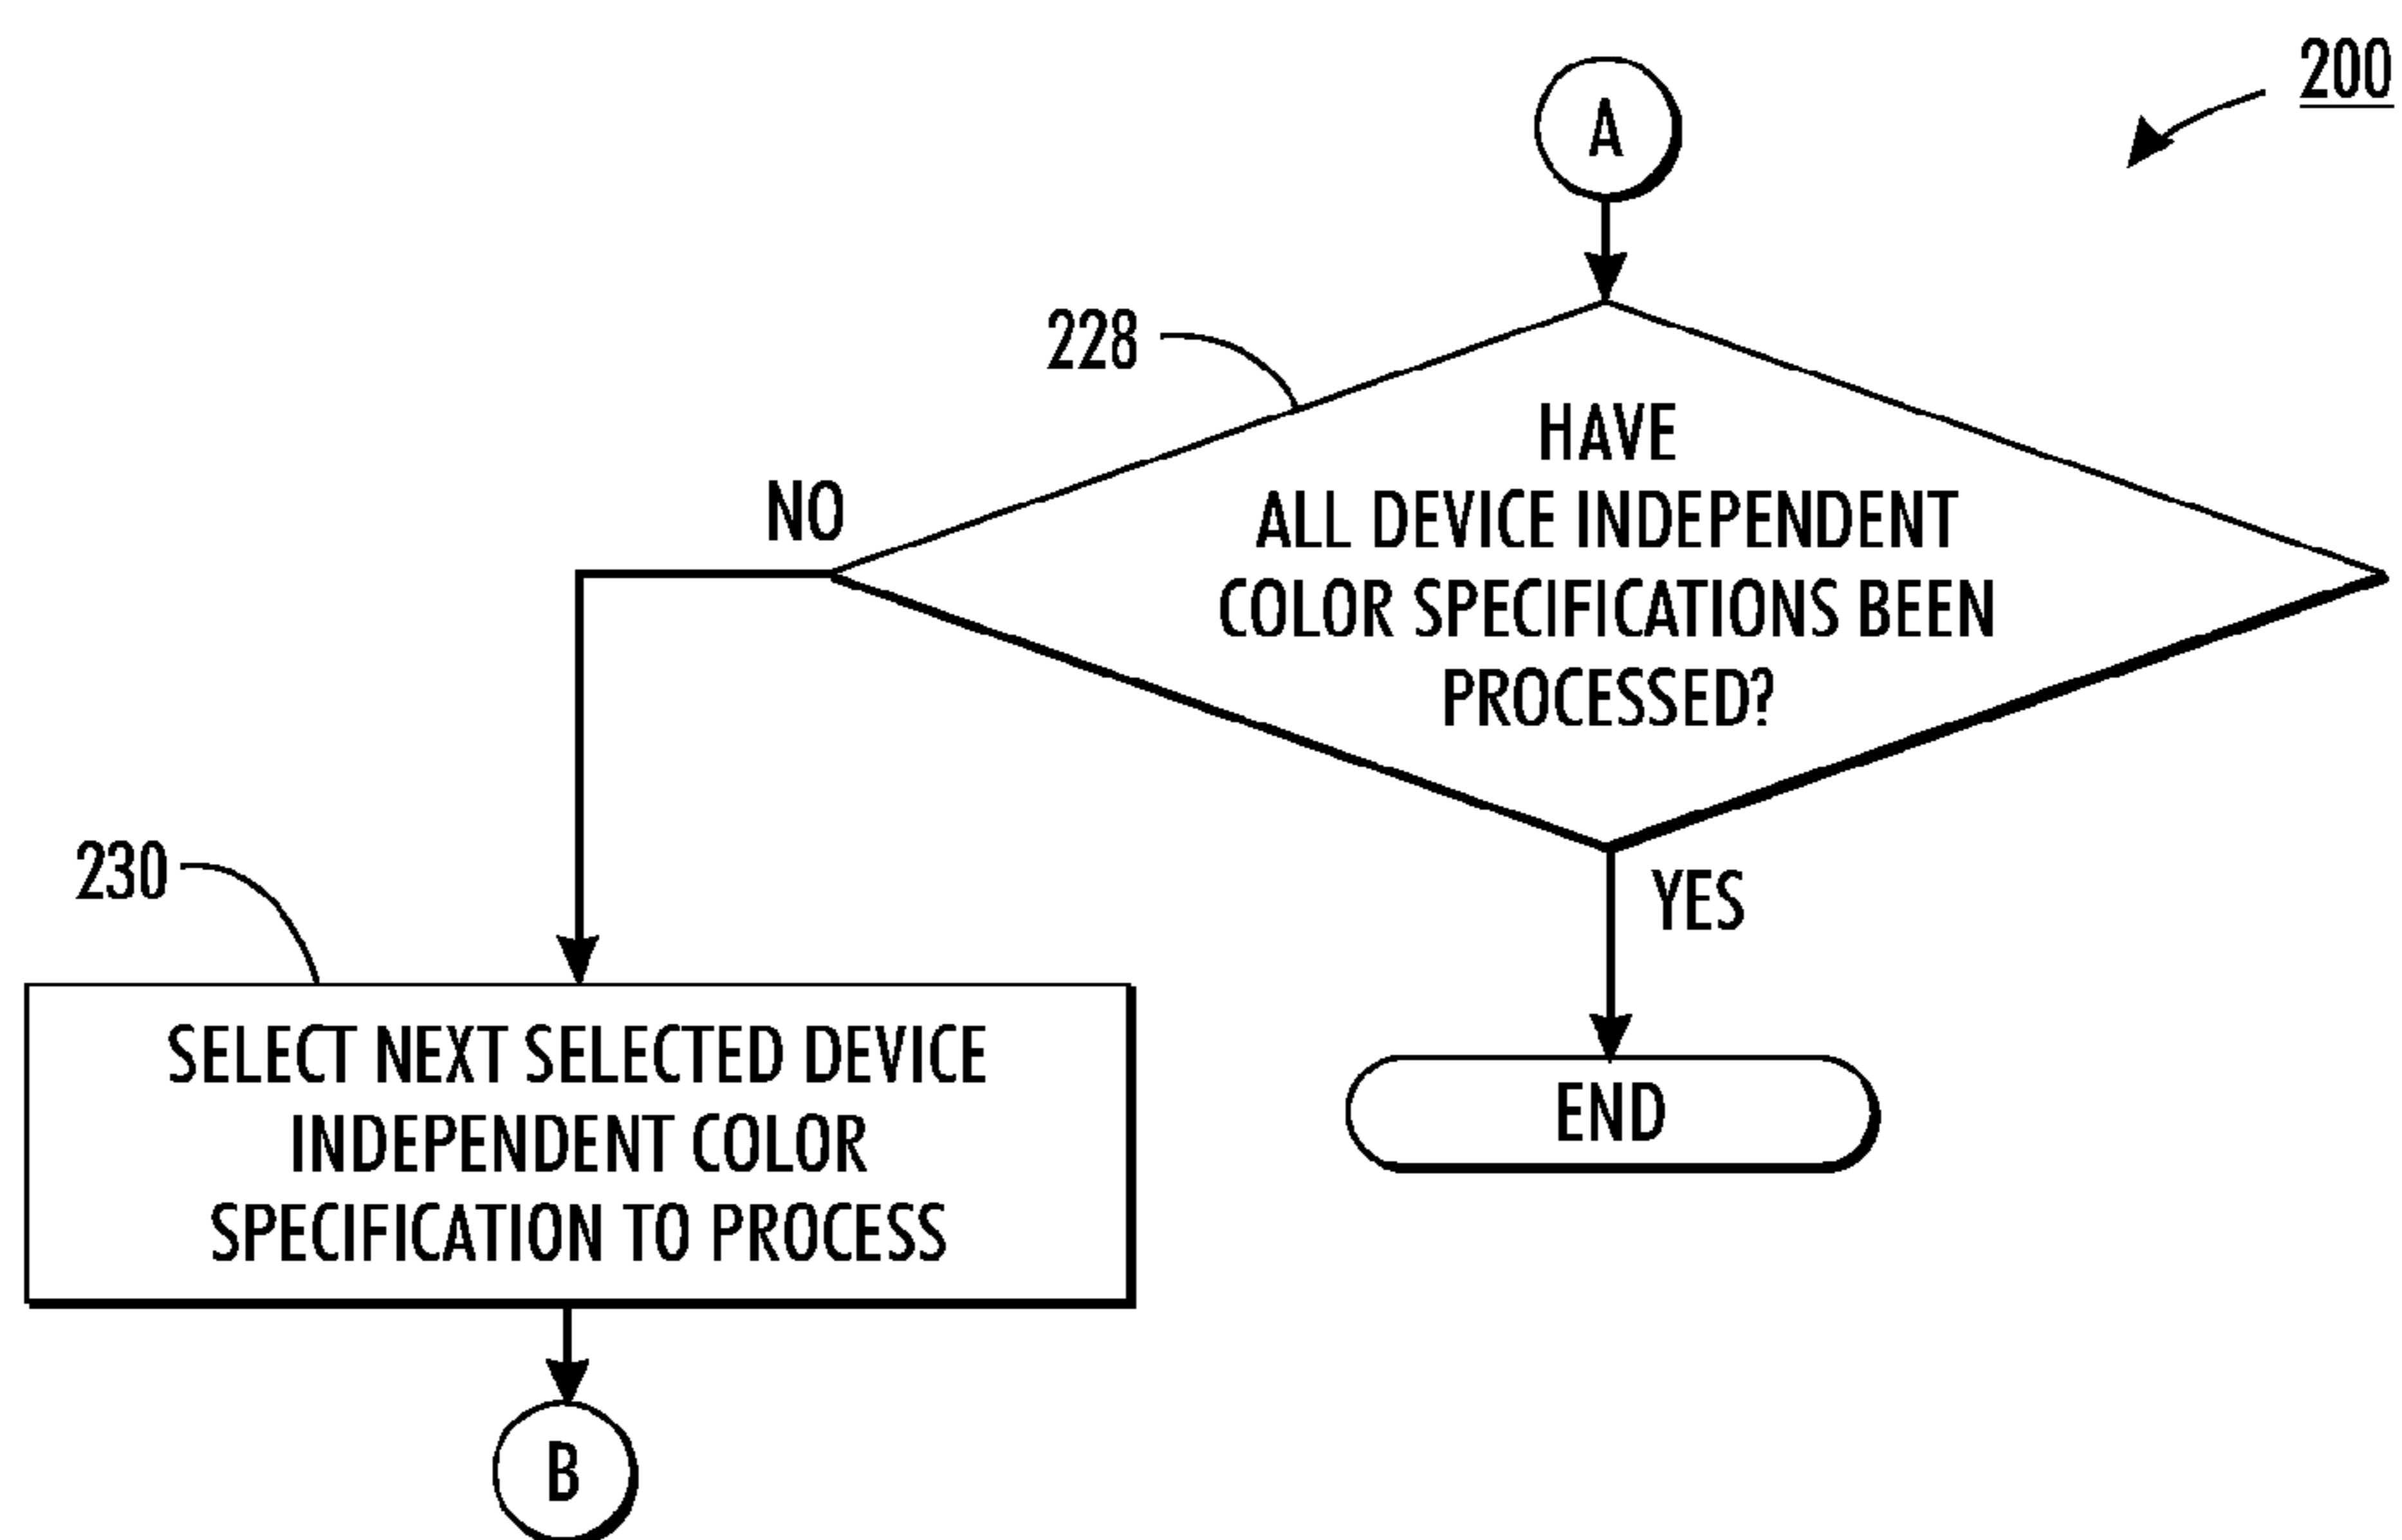 200
A
228
HAVE
ALL DEVICE INDEPENDENT
COLOR SPECIFICATIONS BEEN
PROCESSED?
NO
YES
230
SELECT NEXT SELECTED DEVICE
INDEPENDENT COLOR
SPECIFICATION TO PROCESS
END
B